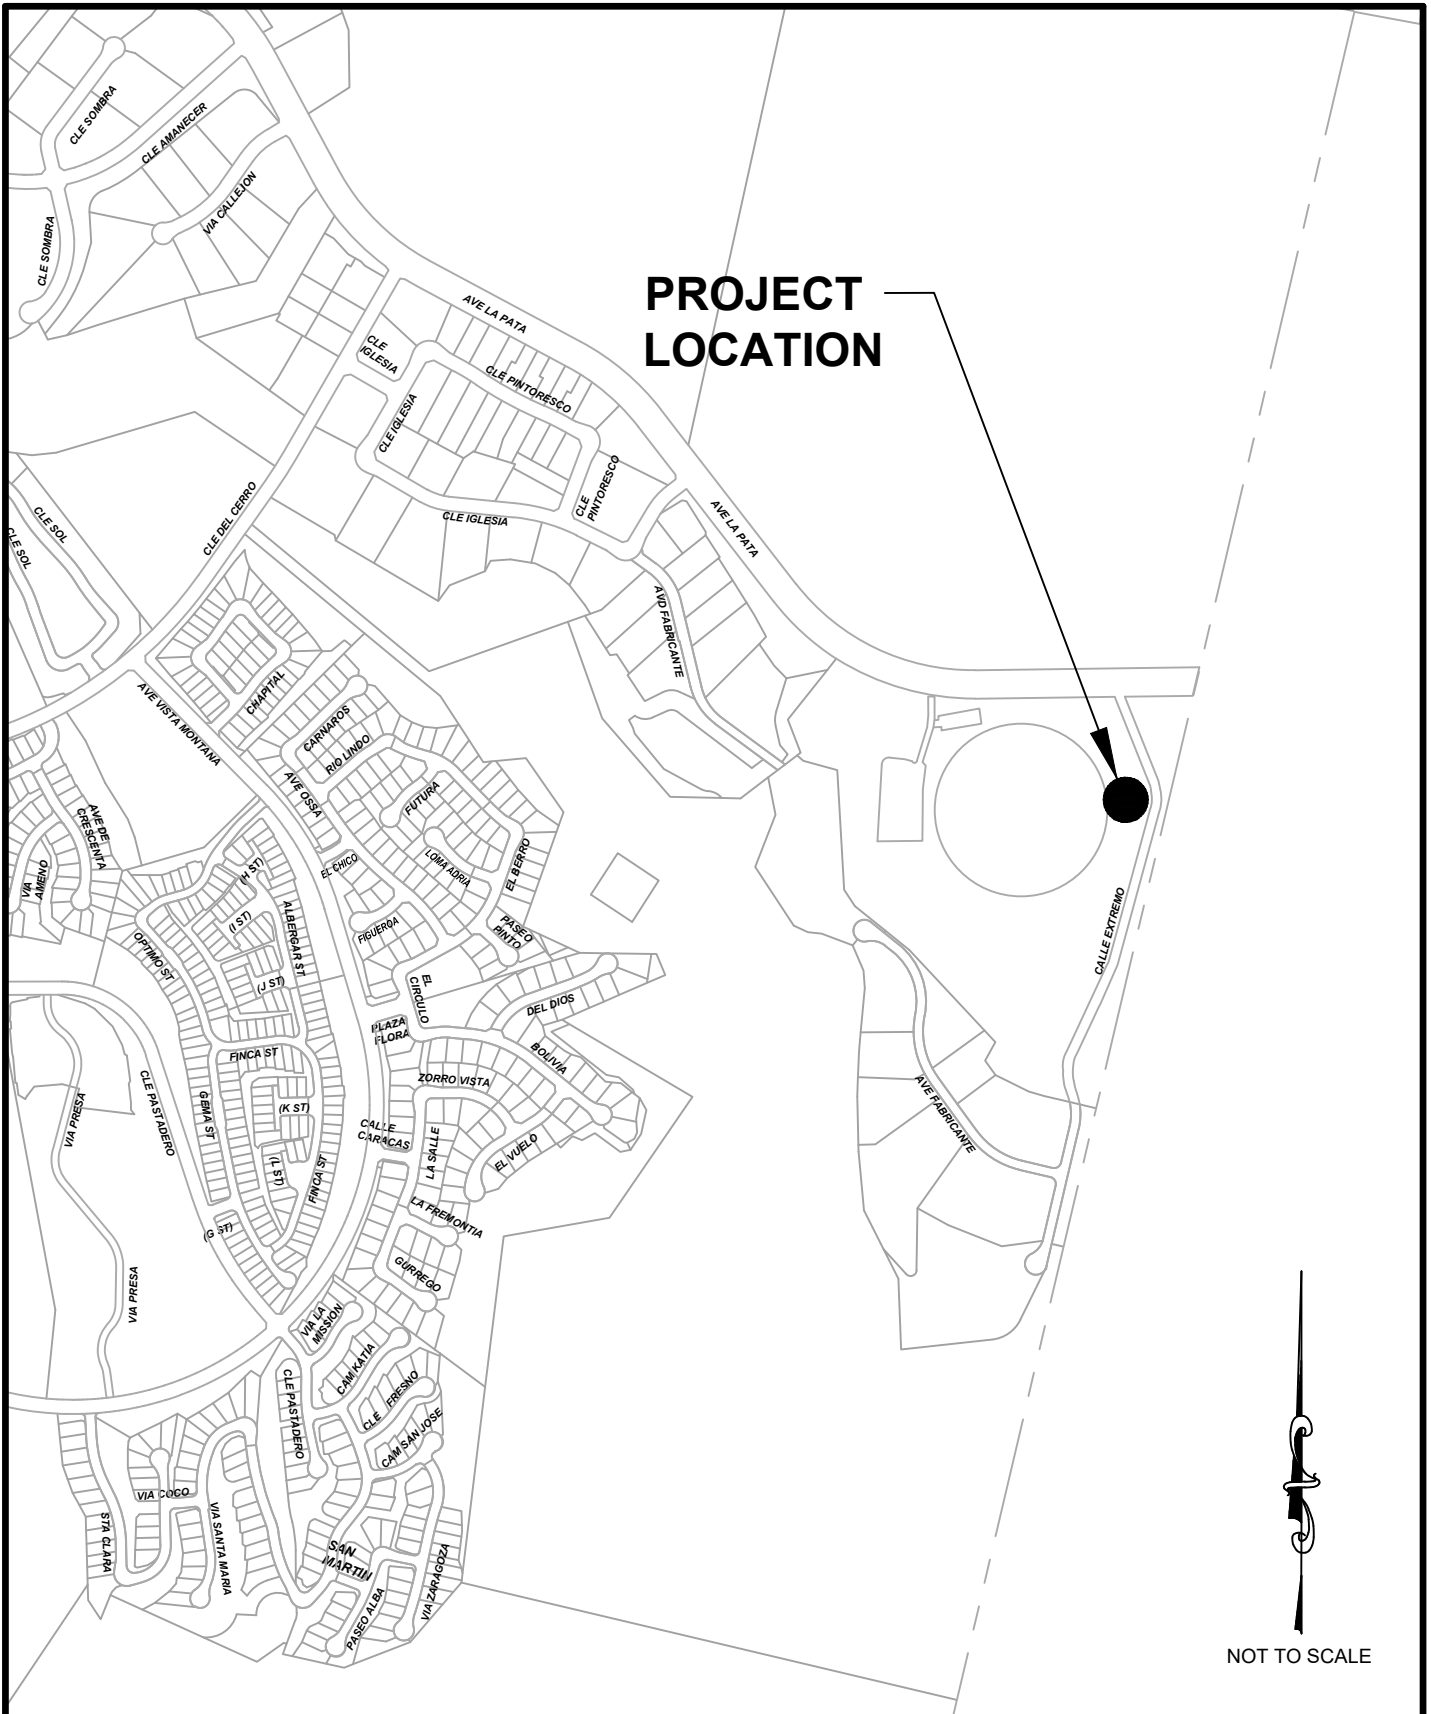 CLE SOMBRA
CLE AMANECER
VIA CALLEJON
CLE SOMBRA
PROJECT
LOCATION
AVE LA PATA
CLE
IGLESIA
CLE PINTORESCO
CLE IGLESIA
CLE
PINTORESCO
CLE DEL CERRO
CLE IGLESIA
AVE LA PATA
CLE SOL
CLE SOL
AVD FABRICANTE
CHAPITAL
AVE VISTA MONTANA
CARNAROS
RIO LINDO
AVE OSSA
FUTURA
AVE DE
CRESCENTA
VIA
AMENO
EL CHICO
LOMA ADRIA
EL BERRO
(H ST)
(I ST)
ALBERGAR ST
FIGUEROA
PASEO
PINTO
CALLE EXTREMO
OPTIMO ST
(J ST)
EL
CIRCULO
DEL DIOS
PLAZA
FLORA
FINCA ST
BOLIVIA
ZORRO VISTA
CLE PASTADERO
GEMA ST
VIA PRESA
(K ST)
CALLE
CARACAS
LA SALLE
EL VUELO
AVE FABRICANTE
(L ST)
FINCA ST
LA FREMONTIA
(G ST)
GURREGO
VIA PRESA
VIA LA
MISSION
CAM KATIA
CLE PASTADERO
CLE FRESNO
CAM SAN JOSE
VIA COCO
STA CLARA
VIA SANTA MARIA
SAN
MARTIN
PASEO ALBA
VIA ZARAGOZA
NOT TO SCALE